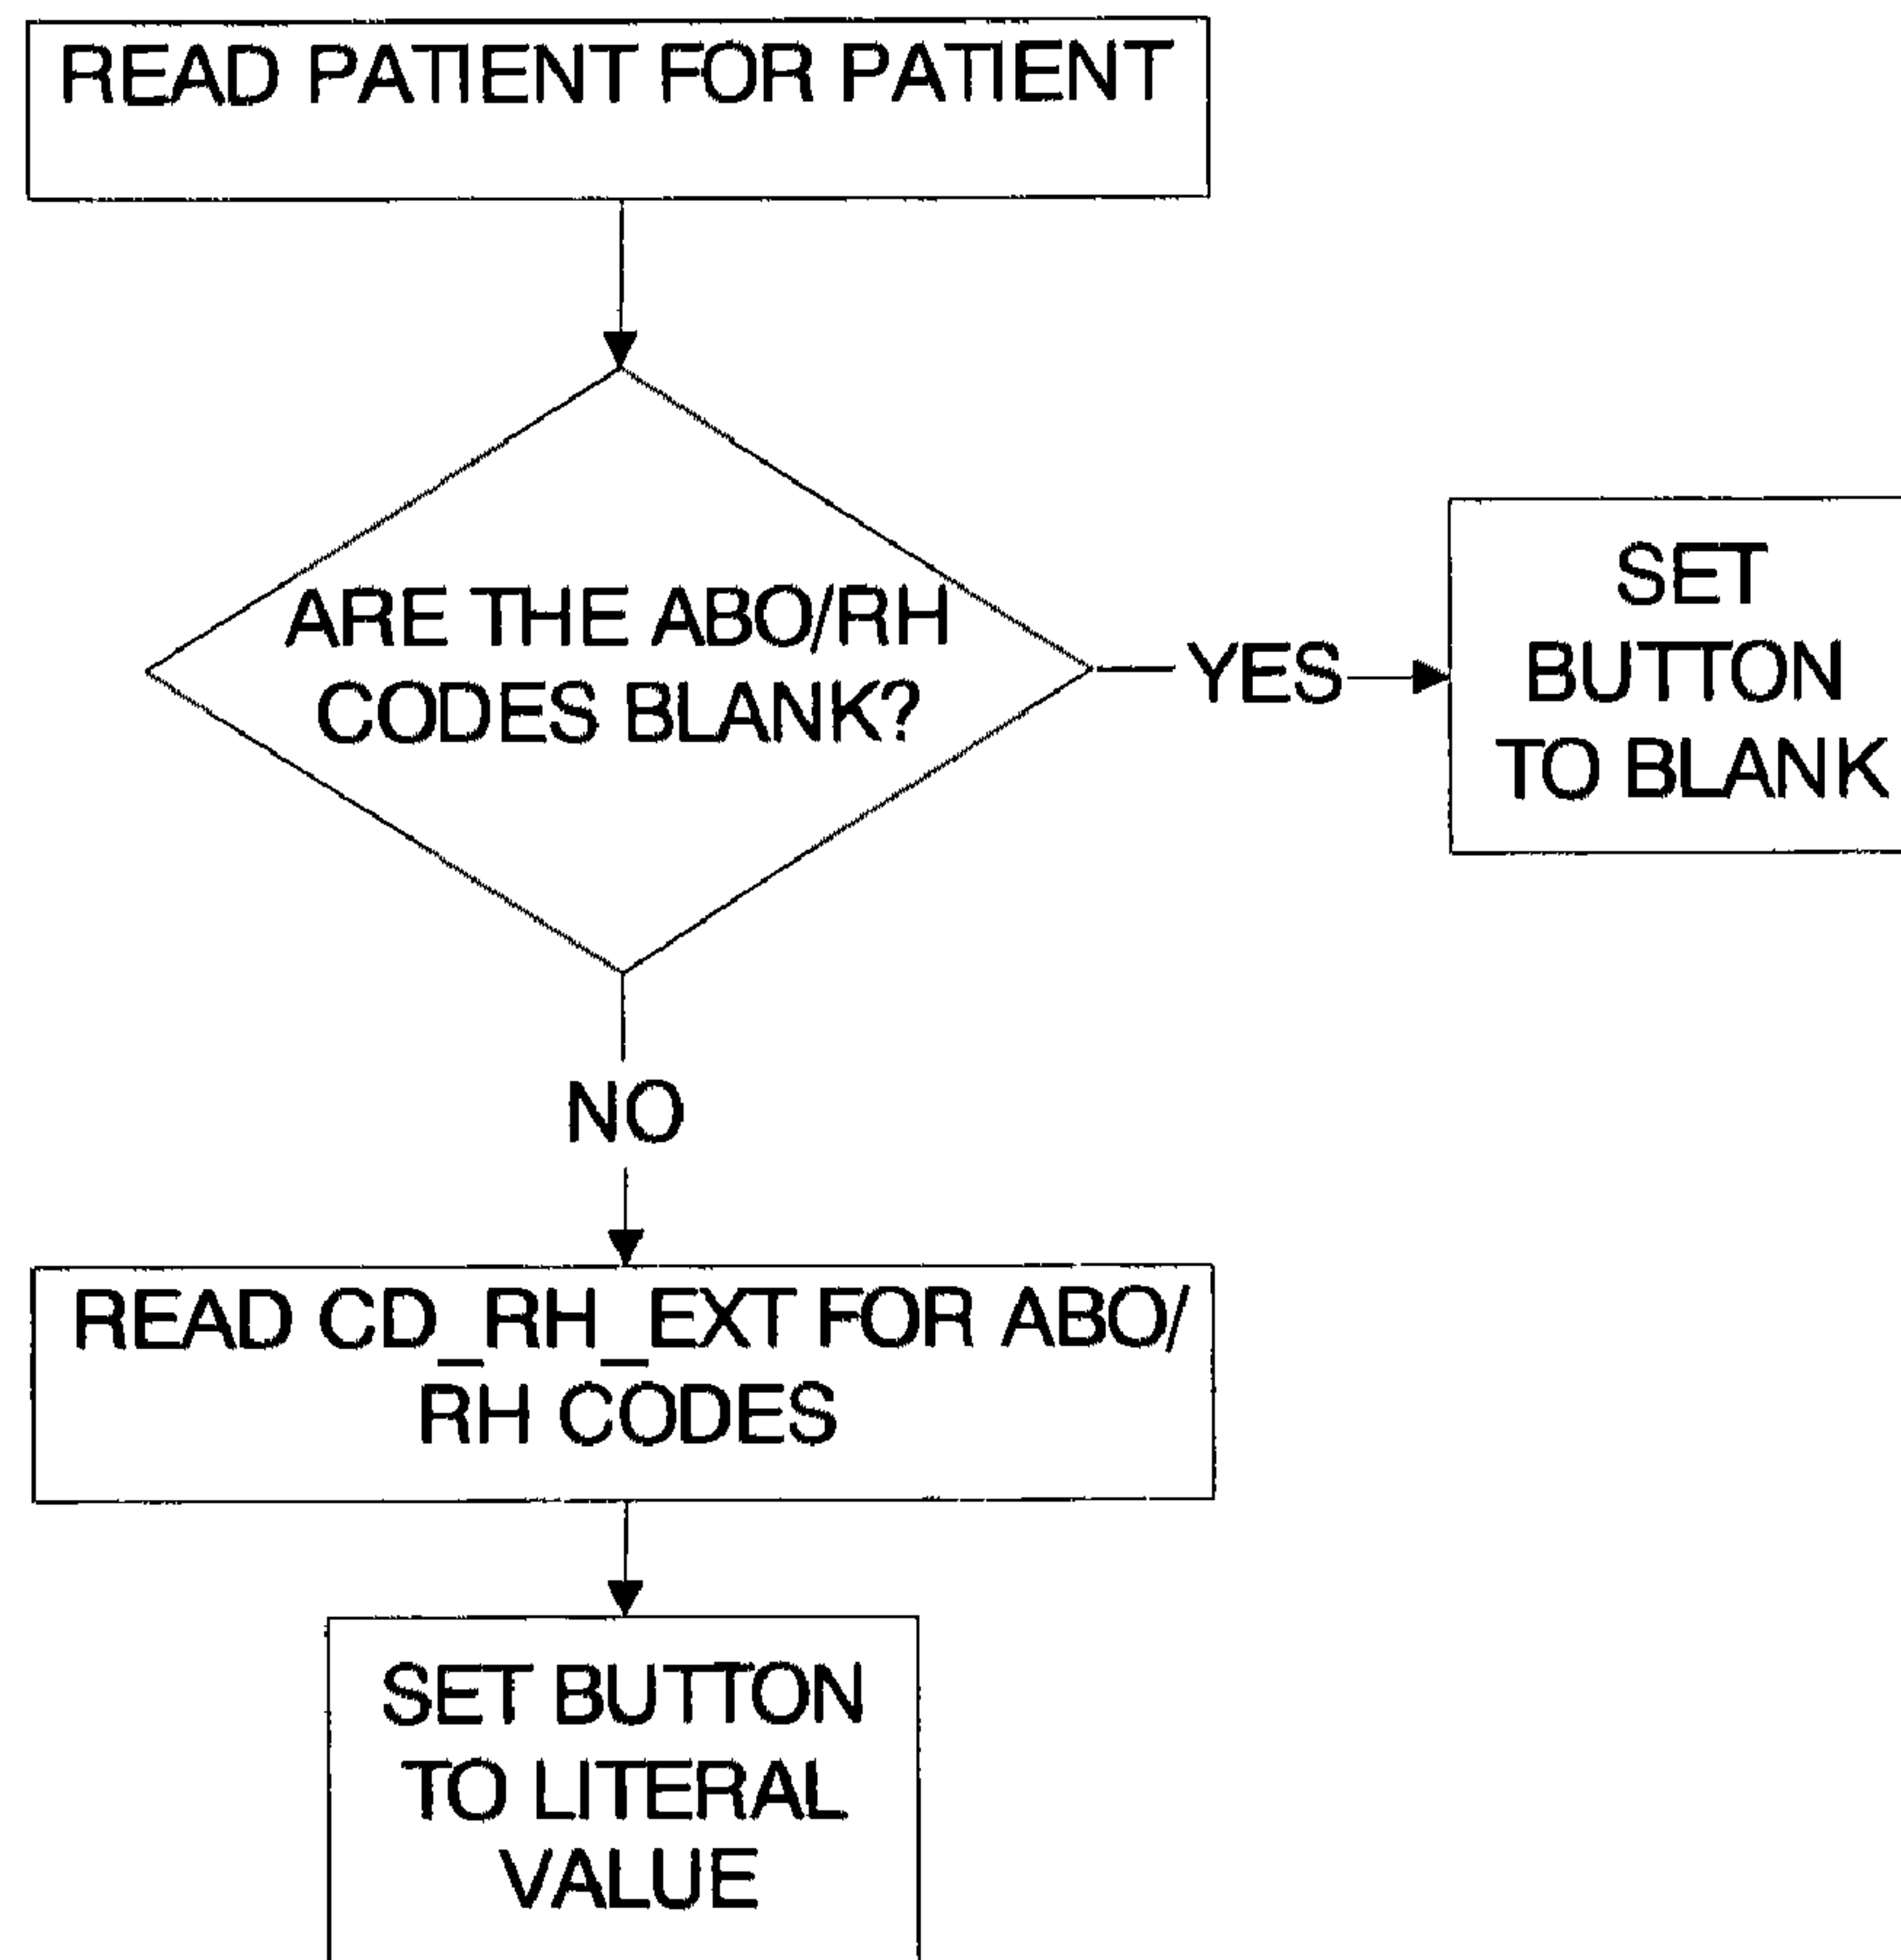 READ PATIENT FOR PATIENT
ARE THE ABO/RH
CODES BLANK?
YES
SET
BUTTON
TO BLANK
NO
READ CD_RH_EXT FOR ABO/
RH CODES
SET BUTTON
TO LITERAL
VALUE